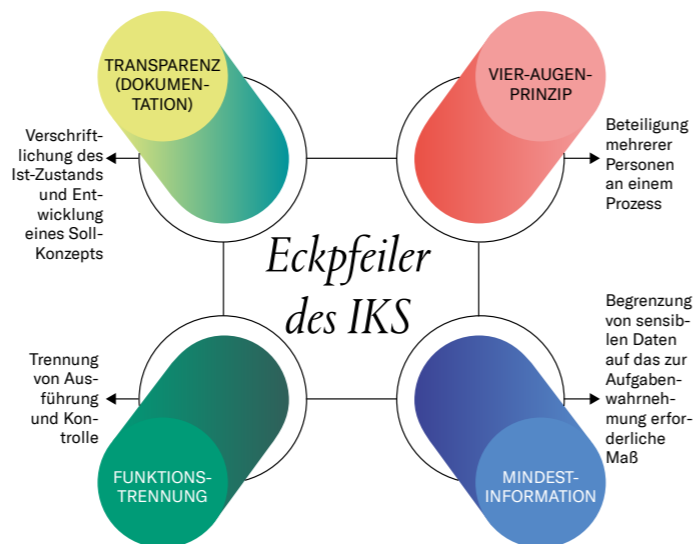 TRANSPARENZ
(DOKUMEN-
TATION)
Verschrift-
lichung des
Ist-Zustands
und Ent-
wicklung
eines Soll-
Konzepts
VIER-AUGEN-
PRINZIP
Beteiligung
mehrerer
Personen
an einem
Prozess
Eckpfeiler
des IKS
Trennung
von Aus-
führung
und Kon-
trolle
FUNKTIONS-
TRENNUNG
Begrenzung
von sensib-
len Daten
auf das zur
Aufgaben-
wahrneh-
mung erfor-
derliche
Maß
MINDEST-
INFORMATION